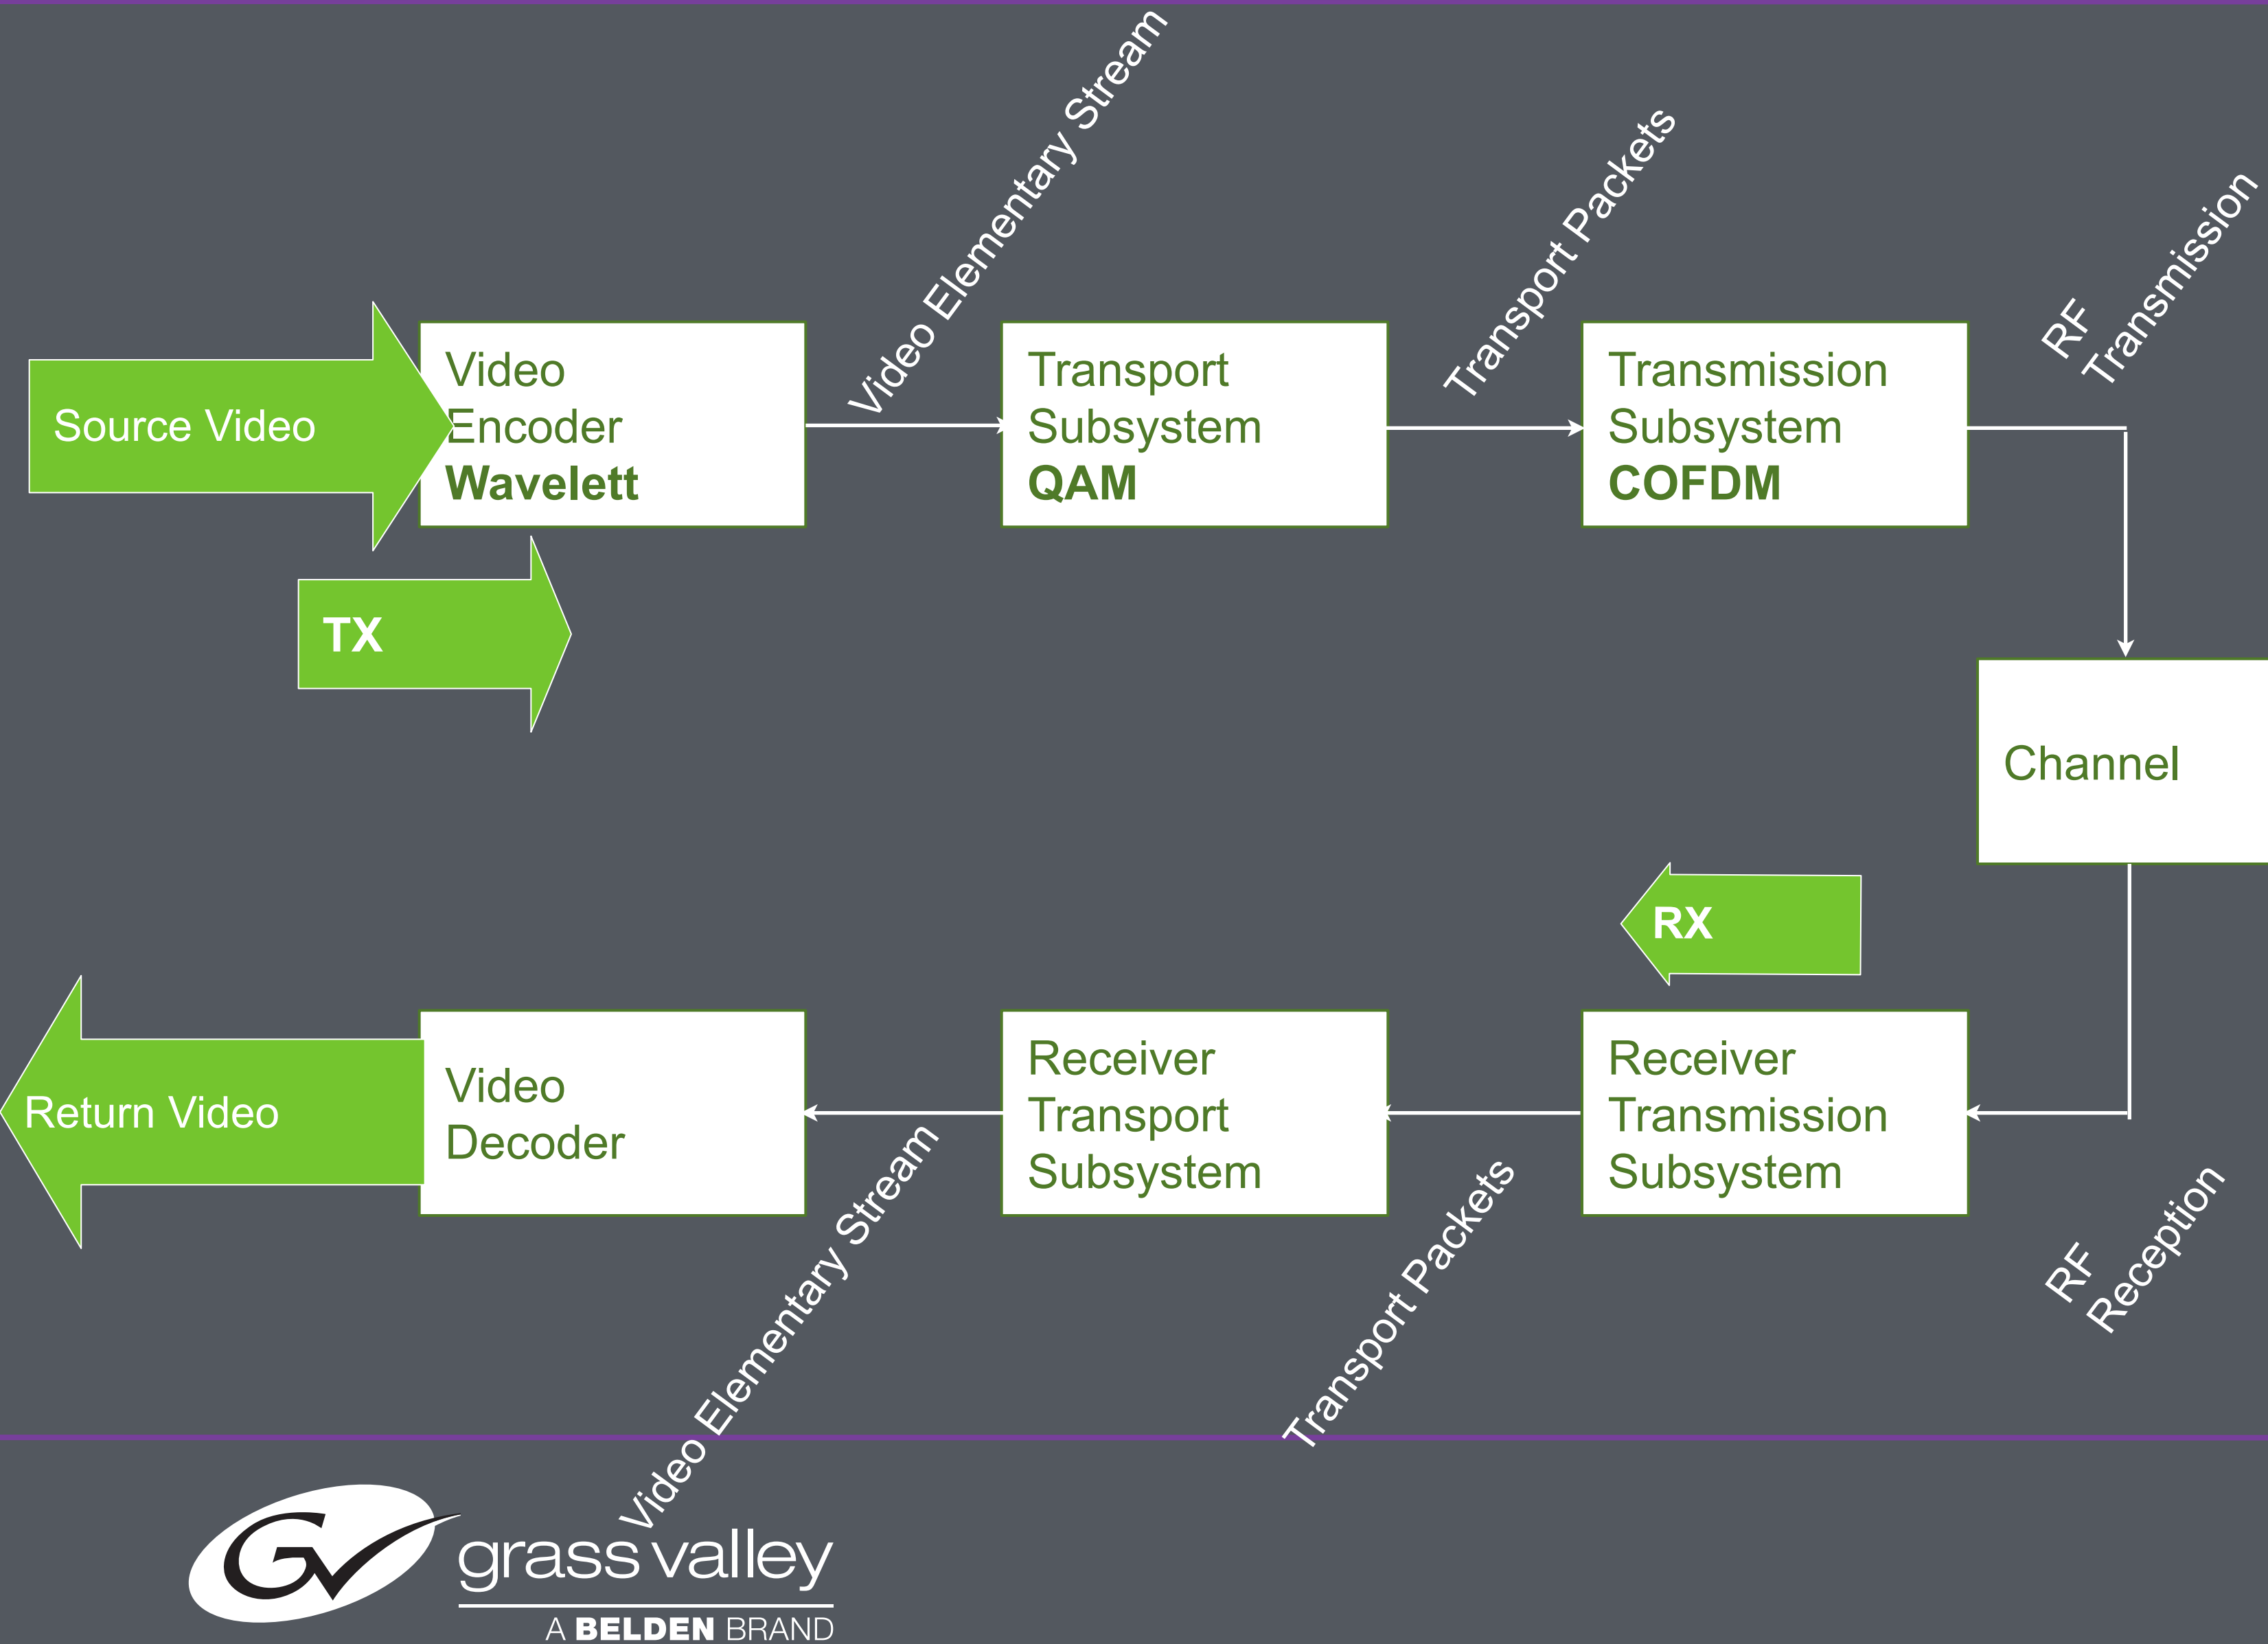 Video Elementary Stream
Transport Packets
RF
Transmission
Source Video
Video
Encoder
Wavelett
Transport
Subsystem
QAM
Transmission
Subsystem
COFDM
TX
Channel
RX
Return Video
Video
Decoder
Receiver
Transport
Subsystem
Receiver
Transmission
Subsystem
Video Elementary Stream
Transport Packets
RF
Reception
GV
grass valley
A BELDEN BRAND